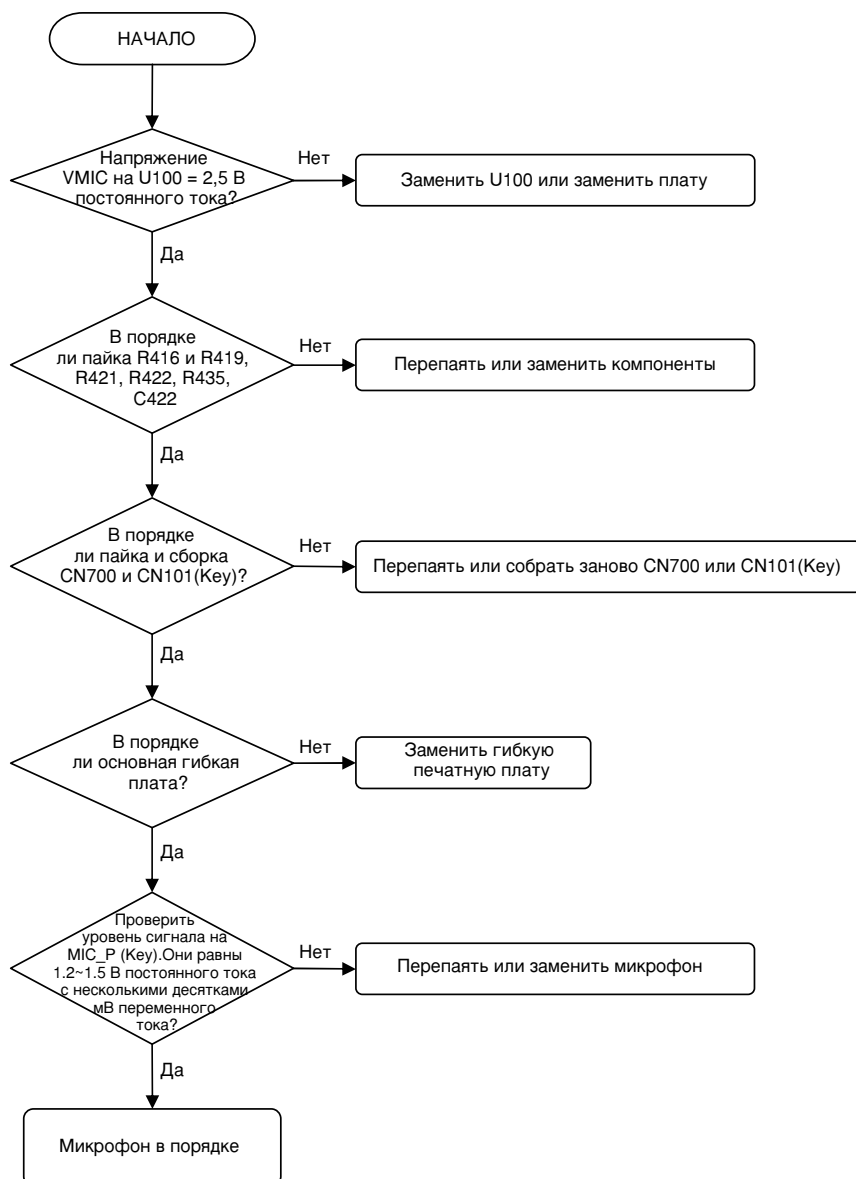 НАЧАЛО
Напряжение
VMIC на U100 = 2,5 В
постоянного тока?
Нет
Заменить U100 или заменить плату
Да
В порядке
ли пайка R416 и R419,
R421, R422, R435,
C422
Нет
Перепаять или заменить компоненты
Да
В порядке
ли пайка и сборка
CN700 и CN101(Key)?
Нет
Перепаять или собрать заново CN700 или CN101(Key)
Да
В порядке
ли основная гибкая
плата?
Нет
Заменить гибкую
печатную плату
Да
Проверить
уровень сигнала на
MIC_P (Key).Они равны
1.2~1.5 В постоянного тока
с несколькими десятками
мВ переменного
тока?
Нет
Перепаять или заменить микрофон
Да
Микрофон в порядке